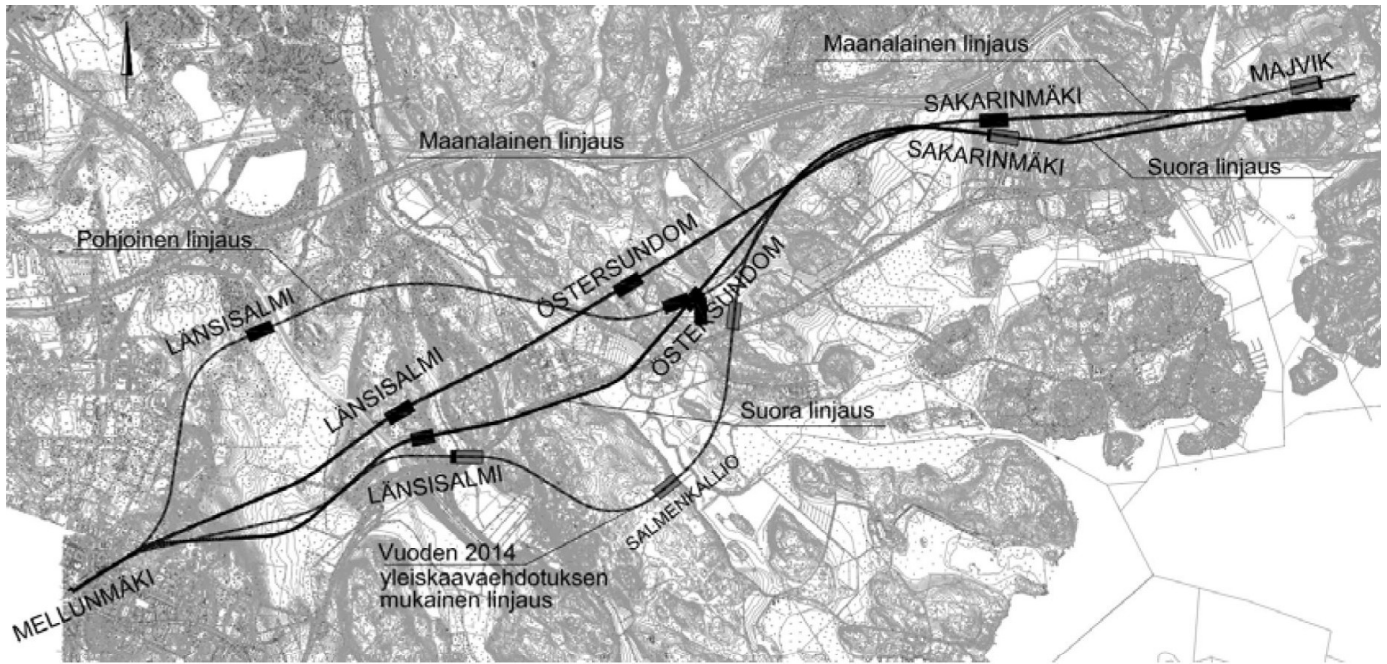 Maanalainen linjaus
MAJVIK
SAKARINMÄKI
Maanalainen linjaus
SAKARINMÄKI
Suora linjaus
Pohjoinen linjaus
ÖSTERSUNDOM
LÄNSISALMI
ÖSTERSUNDOM
LÄNSISALMI
Suora linjaus
LÄNSISALMI
SALMENKALLIO
Vuoden 2014
yleiskaavaehdotuksen
mukainen linjaus
MELLUNMÄKI